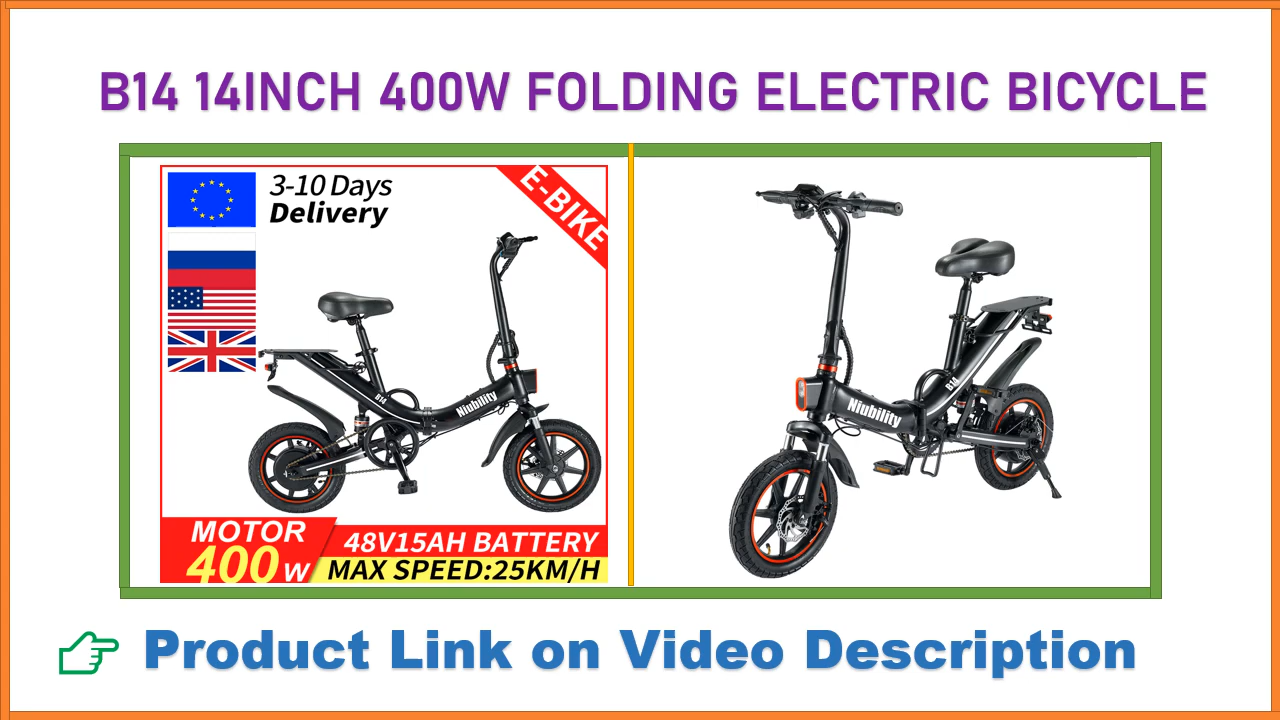 B14 14INCH 400W FOLDING ELECTRIC BICYCLE
3-10 Days
Delivery
E-BIKE
B14
Niubility
MOTOR
400W
48V15AH BATTERY
MAX SPEED:25KM/H
B14
Niubility
Product Link on Video Description